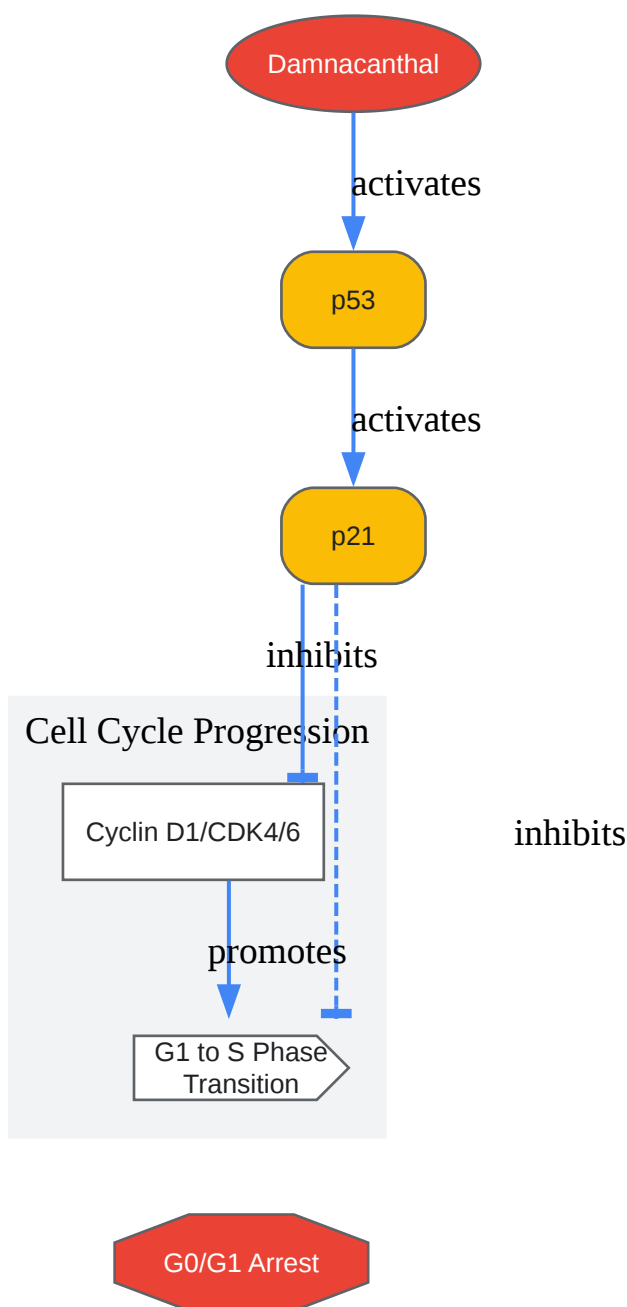 Damnacanthal
activates
p53
activates
p21
inhibits
Cell Cycle Progression
Cyclin D1/CDK4/6
inhibits
promotes
G1 to S Phase
Transition
G0/G1 Arrest